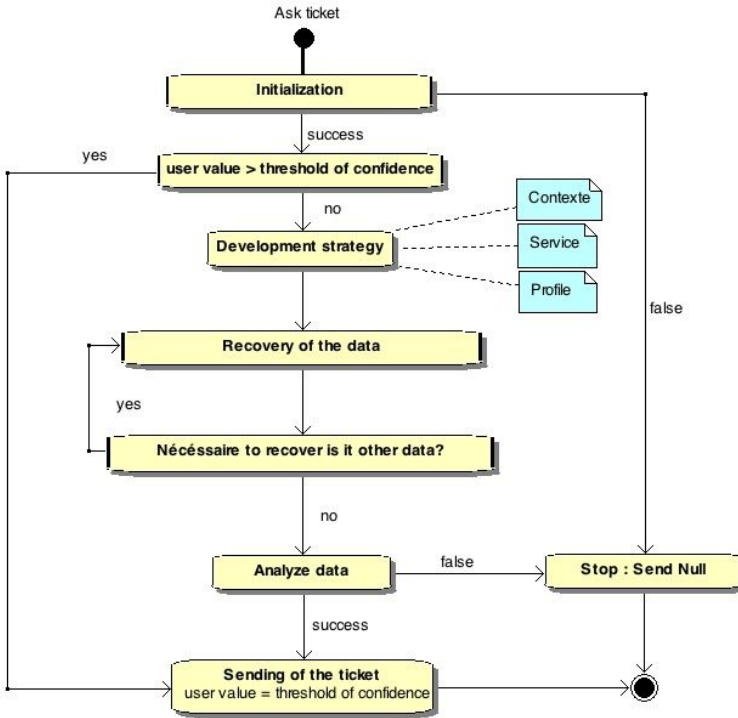 Ask ticket
Initialization
success
yes
user value > threshold of confidence
no
Contexte
Development strategy
Service
Profile
false
Recovery of the data
yes
Nécéssaire to recover is it other data?
no
Analyze data
false
Stop : Send Null
success
Sending of the ticket
user value = threshold of confidence